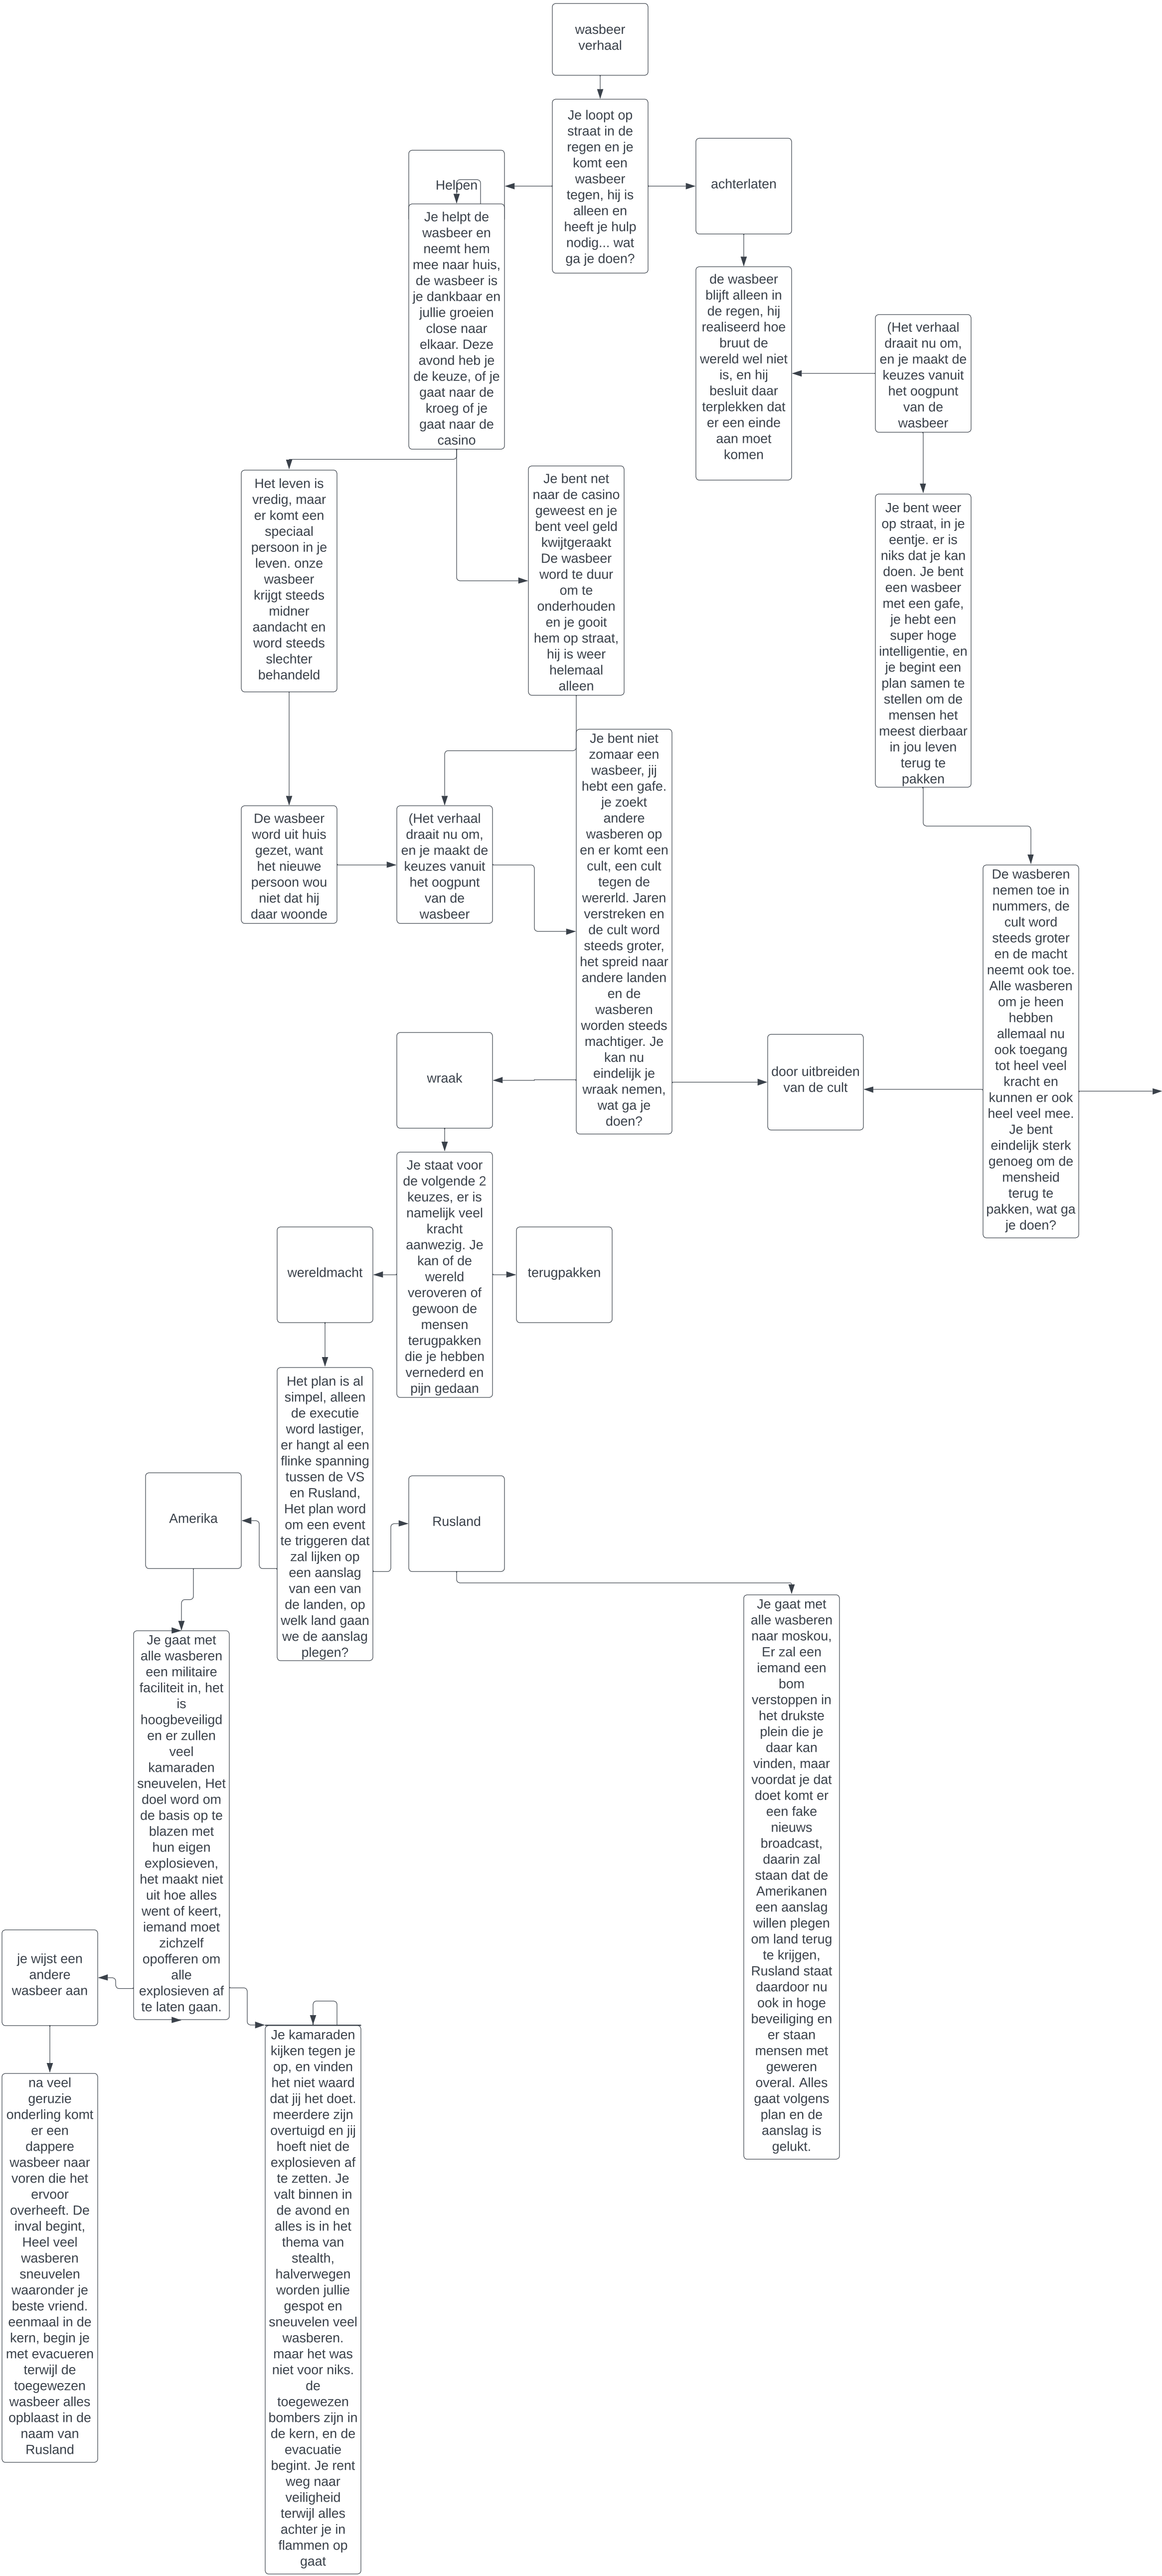 wasbeer
verhaal
Je loopt op
straat in de
regen en je
komt een
wasbeer
tegen, hij is
alleen en
heeft je hulp
nodig... wat
ga je doen?
Helpen
achterlaten
Je helpt de
wasbeer en
neemt hem
mee naar huis,
de wasbeer is
je dankbaar en
jullie groeien
close naar
elkaar. Deze
avond heb je
de keuze, of je
gaat naar de
kroeg of je
gaat naar de
casino
de wasbeer
blijft alleen in
de regen, hij
realiseerd hoe
bruut de
wereld wel niet
is, en hij
besluit daar
terplekken dat
er een einde
aan moet
komen
(Het verhaal
draait nu om,
en je maakt de
keuzes vanuit
het oogpunt
van de
wasbeer
Het leven is
vredig, maar
er komt een
speciaal
persoon in je
leven. onze
wasbeer
krijgt steeds
midner
aandacht en
word steeds
slechter
behandeld
Je bent net
naar de casino
geweest en je
bent veel geld
kwijtgeraakt
De wasbeer
word te duur
om te
onderhouden
en je gooit
hem op straat,
hij is weer
helemaal
alleen
Je bent weer
op straat, in je
eentje. er is
niks dat je kan
doen. Je bent
een wasbeer
met een gafe,
je hebt een
super hoge
intelligentie, en
je begint een
plan samen te
stellen om de
mensen het
meest dierbaar
in jou leven
terug te
pakken
De wasbeer
word uit huis
gezet, want
het nieuwe
persoon wou
niet dat hij
daar woonde
(Het verhaal
draait nu om,
en je maakt de
keuzes vanuit
het oogpunt
van de
wasbeer
Je bent niet
zomaar een
wasbeer, jij
hebt een gafe.
je zoekt
andere
wasberen op
en er komt een
cult, een cult
tegen de
wererld. Jaren
verstreken en
de cult word
steeds groter,
het spreid naar
andere landen
en de
wasberen
worden steeds
machtiger. Je
kan nu
eindelijk je
wraak nemen,
wat ga je
doen?
De wasberen
nemen toe in
nummers, de
cult word
steeds groter
en de macht
neemt ook toe.
Alle wasberen
om je heen
hebben
allemaal nu
ook toegang
tot heel veel
kracht en
kunnen er ook
heel veel mee.
Je bent
eindelijk sterk
genoeg om de
mensheid
terug te
pakken, wat ga
je doen?
wraak
door uitbreiden
van de cult
Je staat voor
de volgende 2
keuzes, er is
namelijk veel
kracht
aanwezig. Je
kan of de
wereld
veroveren of
gewoon de
mensen
terugpakken
die je hebben
vernederd en
pijn gedaan
wereldmacht
terugpakken
Het plan is al
simpel, alleen
de executie
word lastiger,
er hangt al een
flinke spanning
tussen de VS
en Rusland,
Het plan word
om een event
te triggeren dat
zal lijken op
een aanslag
van een van
de landen, op
welk land gaan
we de aanslag
plegen?
Amerika
Rusland
Je gaat met
alle wasberen
een militaire
faciliteit in, het
is
hoogbeveiligd
en er zullen
veel
kamaraden
sneuvelen, Het
doel word om
de basis op te
blazen met
hun eigen
explosieven,
het maakt niet
uit hoe alles
went of keert,
iemand moet
zichzelf
opofferen om
alle
explosieven af
te laten gaan.
Je gaat met
alle wasberen
naar moskou,
Er zal een
iemand een
bom
verstoppen in
het drukste
plein die je
daar kan
vinden, maar
voordat je dat
doet komt er
een fake
nieuws
broadcast,
daarin zal
staan dat de
Amerikanen
een aanslag
willen plegen
om land terug
te krijgen,
Rusland staat
daardoor nu
ook in hoge
beveiliging en
er staan
mensen met
geweren
overal. Alles
gaat volgens
plan en de
aanslag is
gelukt.
je wijst een
andere
wasbeer aan
na veel
geruzie
onderling komt
er een
dappere
wasbeer naar
voren die het
ervoor
overheeft. De
inval begint,
Heel veel
wasberen
sneuvelen
waaronder je
beste vriend.
eenmaal in de
kern, begin je
met evacueren
terwijl de
toegewezen
wasbeer alles
opblaast in de
naam van
Rusland
Je kamaraden
kijken tegen je
op, en vinden
het niet waard
dat jij het doet.
meerdere zijn
overtuigd en jij
hoeft niet de
explosieven af
te zetten. Je
valt binnen in
de avond en
alles is in het
thema van
stealth,
halverwegen
worden jullie
gespot en
sneuvelen veel
wasberen.
maar het was
niet voor niks.
de
toegewezen
bombers zijn in
de kern, en de
evacuatie
begint. Je rent
weg naar
veiligheid
terwijl alles
achter je in
flammen op
gaat